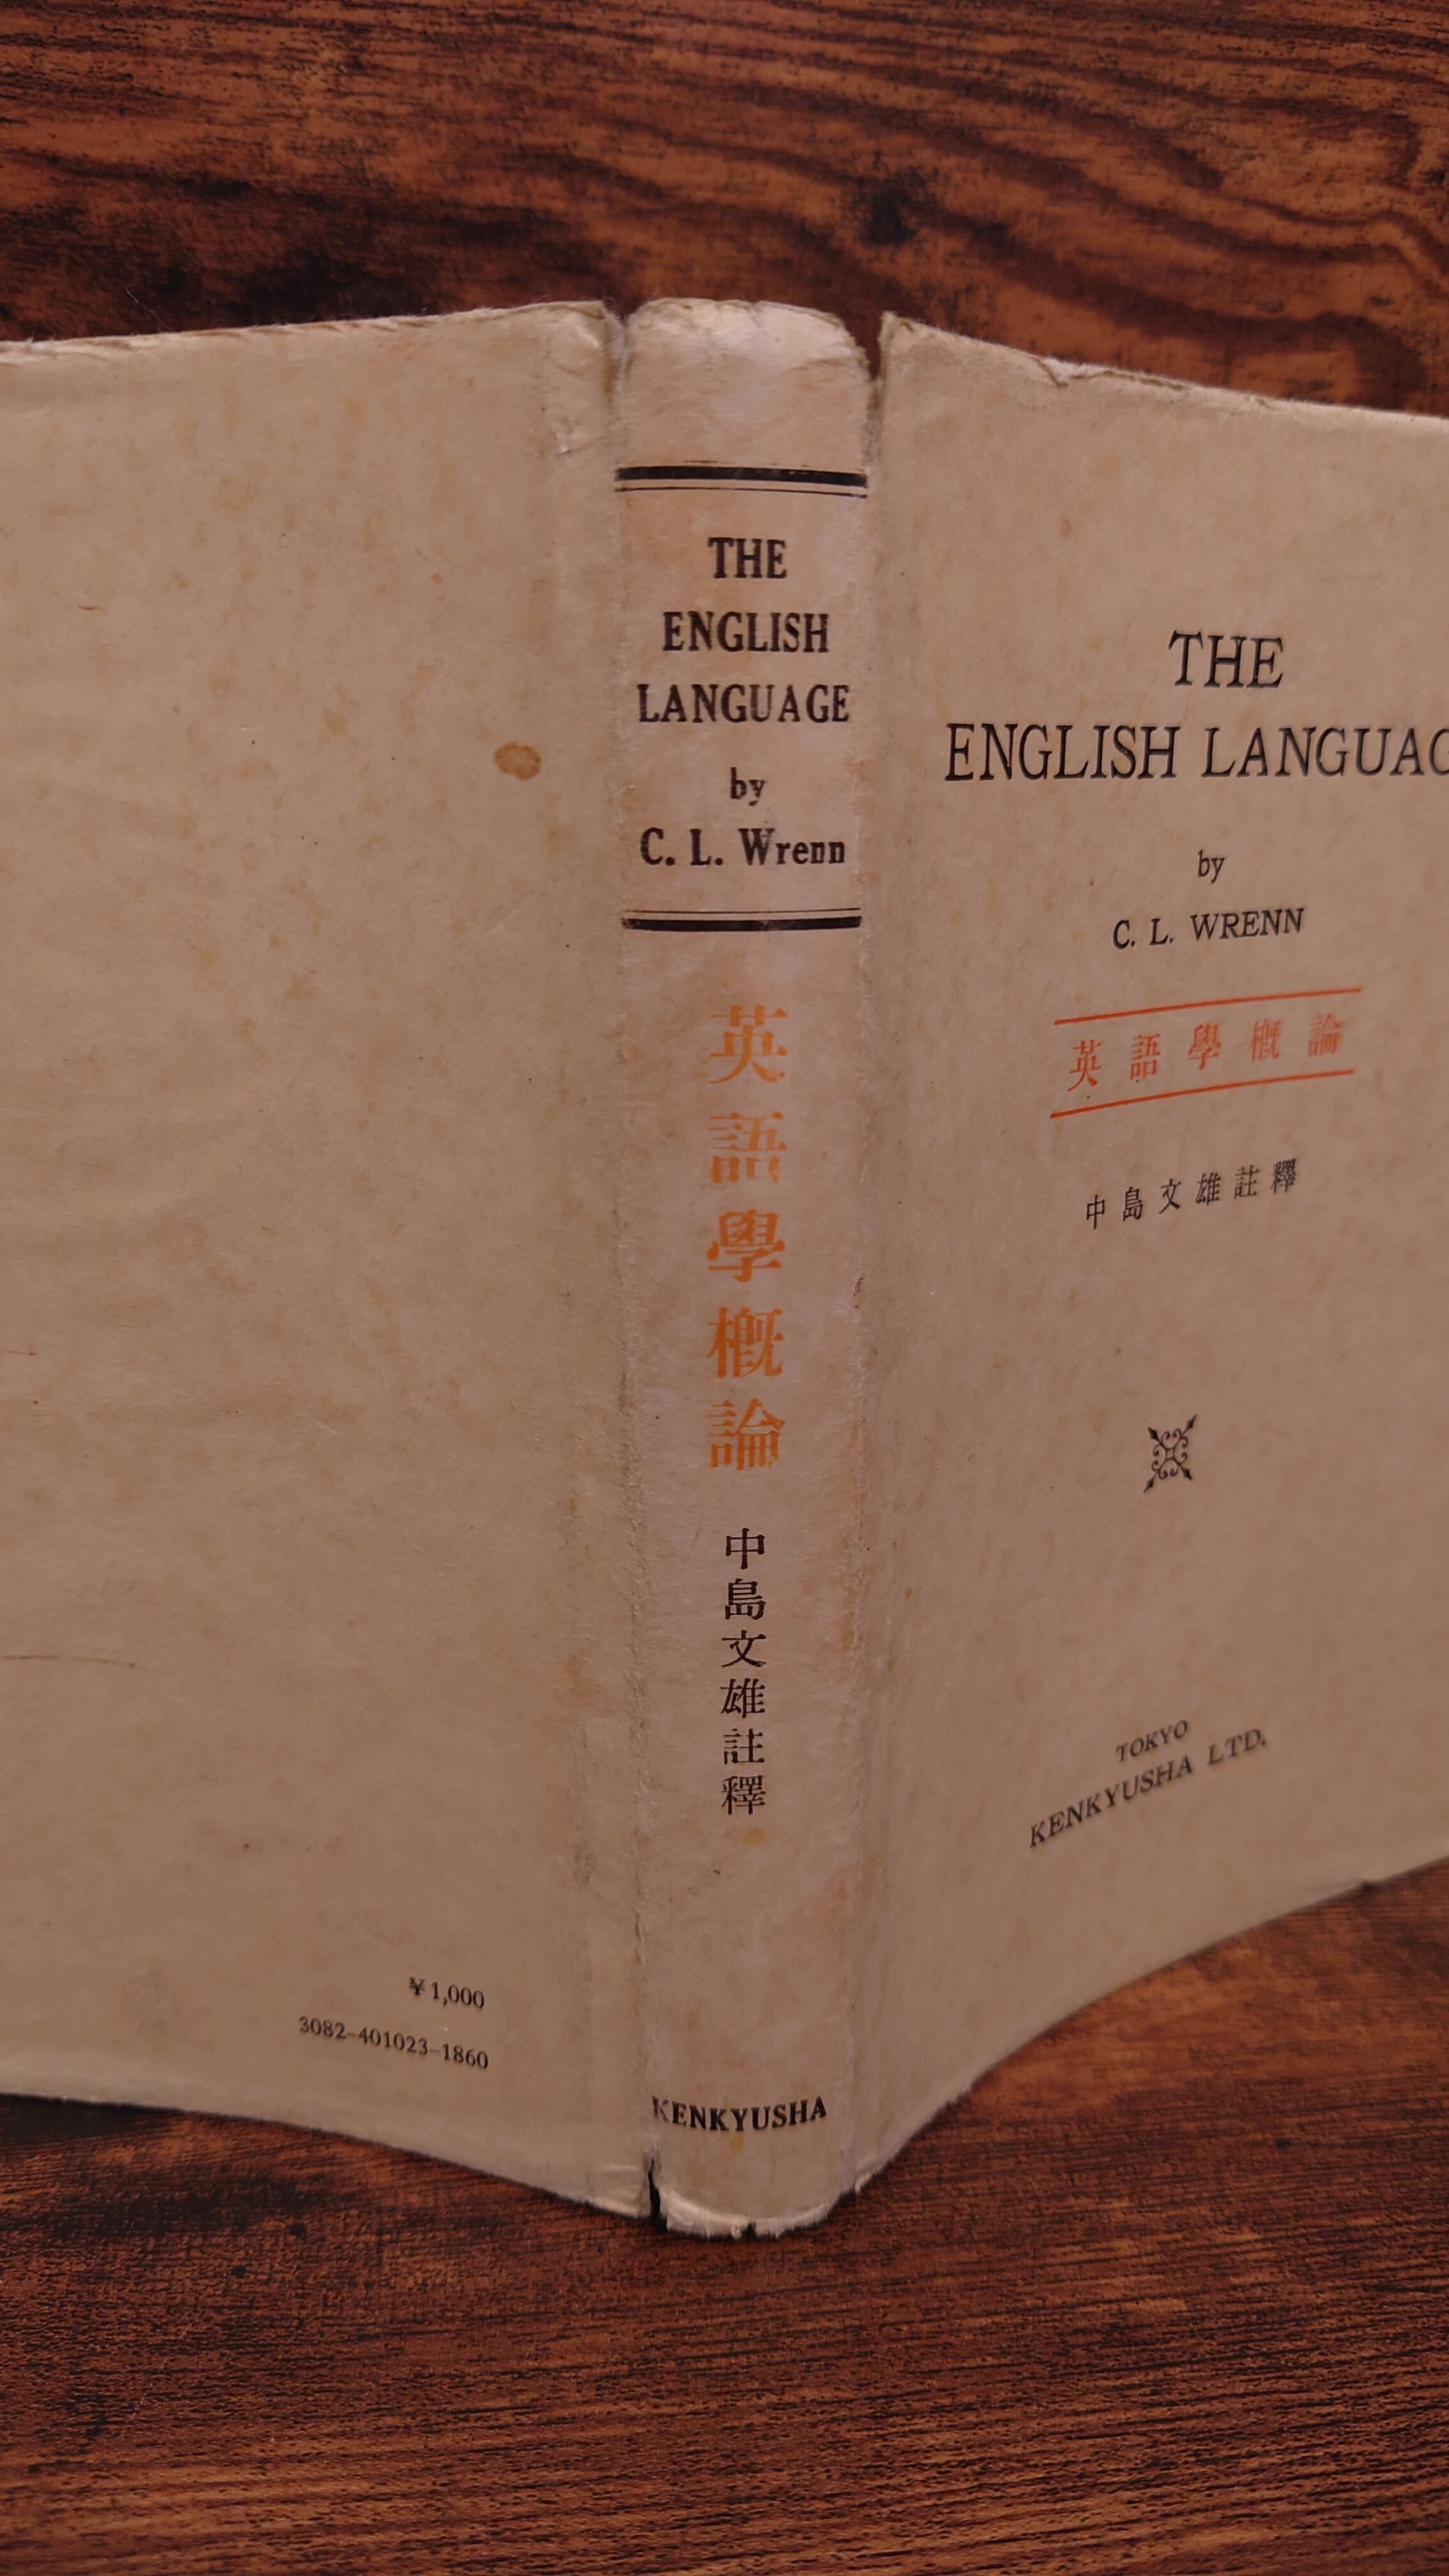 THE
ENGLISH
LANGUAGE
by
C. L. Wrenn
英語學概論
中島文雄註釋
KENKYUSHA
THE
ENGLISH LANGUAG
by
C. L. WRENN
英語學概論
中島文雄註釋
TOKYO
KENKYUSHA LTD.
¥1,000
3082-401023-1860